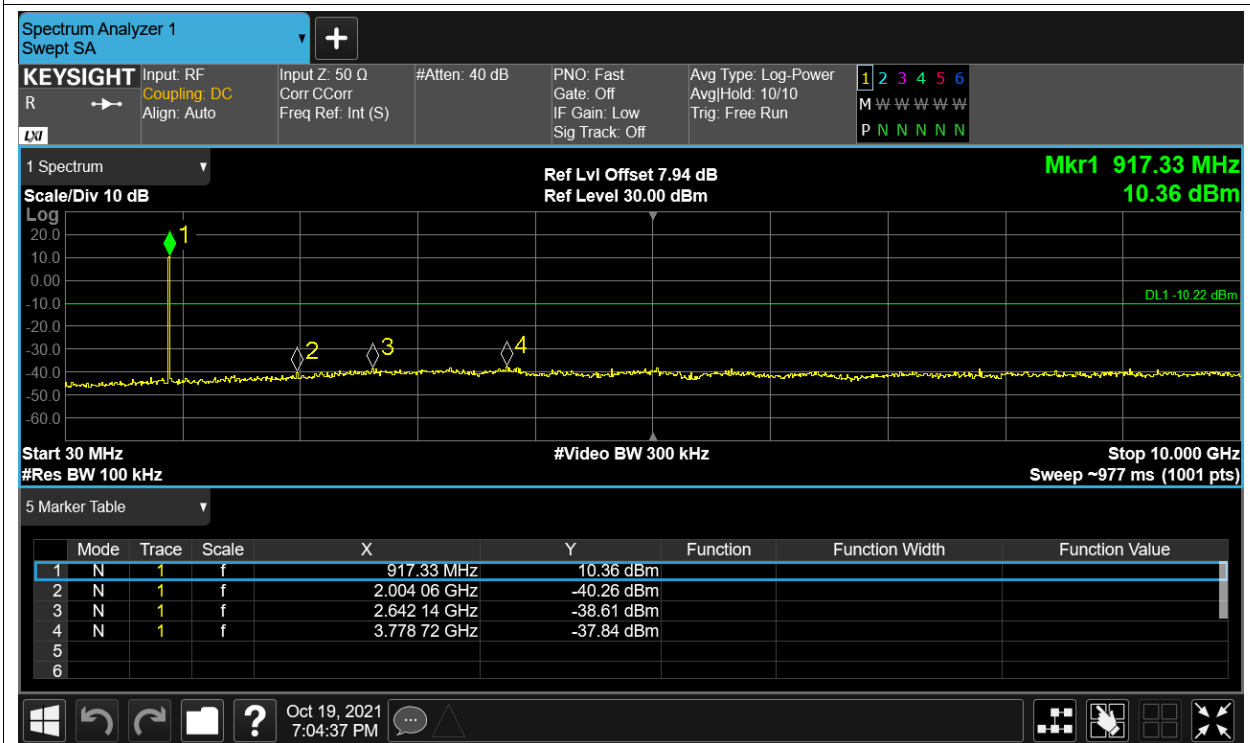 Spectrum Analyzer 1
Swept SA
KEYSIGHT Input: RF Input Z: 50 Ω #Atten: 40 dB PNO: Fast Avg Type: Log-Power 1 2 3 4 5 6
R Coupling: DC Corr CCorr Gate: Off Avg|Hold: 10/10 M W W W W W
Align: Auto Freq Ref: Int (S) IF Gain: Low Trig: Free Run
LXI Sig Track: Off P N N N N N
1 Spectrum Ref Lvl Offset 7.94 dB Mkr1 917.33 MHz
Scale/Div 10 dB Ref Level 30.00 dBm 10.36 dBm
Log
20.0 1
10.0
0.00
-10.0 DL1 -10.22 dBm
-20.0
-30.0 2 3 4
-40.0
-50.0
-60.0
Start 30 MHz #Video BW 300 kHz Stop 10.000 GHz
#Res BW 100 kHz Sweep ~977 ms (1001 pts)
5 Marker Table
Mode Trace Scale X Y Function Function Width Function Value
1 N 1 f 917.33 MHz 10.36 dBm
2 N 1 f 2.004 06 GHz -40.26 dBm
3 N 1 f 2.642 14 GHz -38.61 dBm
4 N 1 f 3.778 72 GHz -37.84 dBm
5
6
? Oct 19, 2021
7:04:37 PM